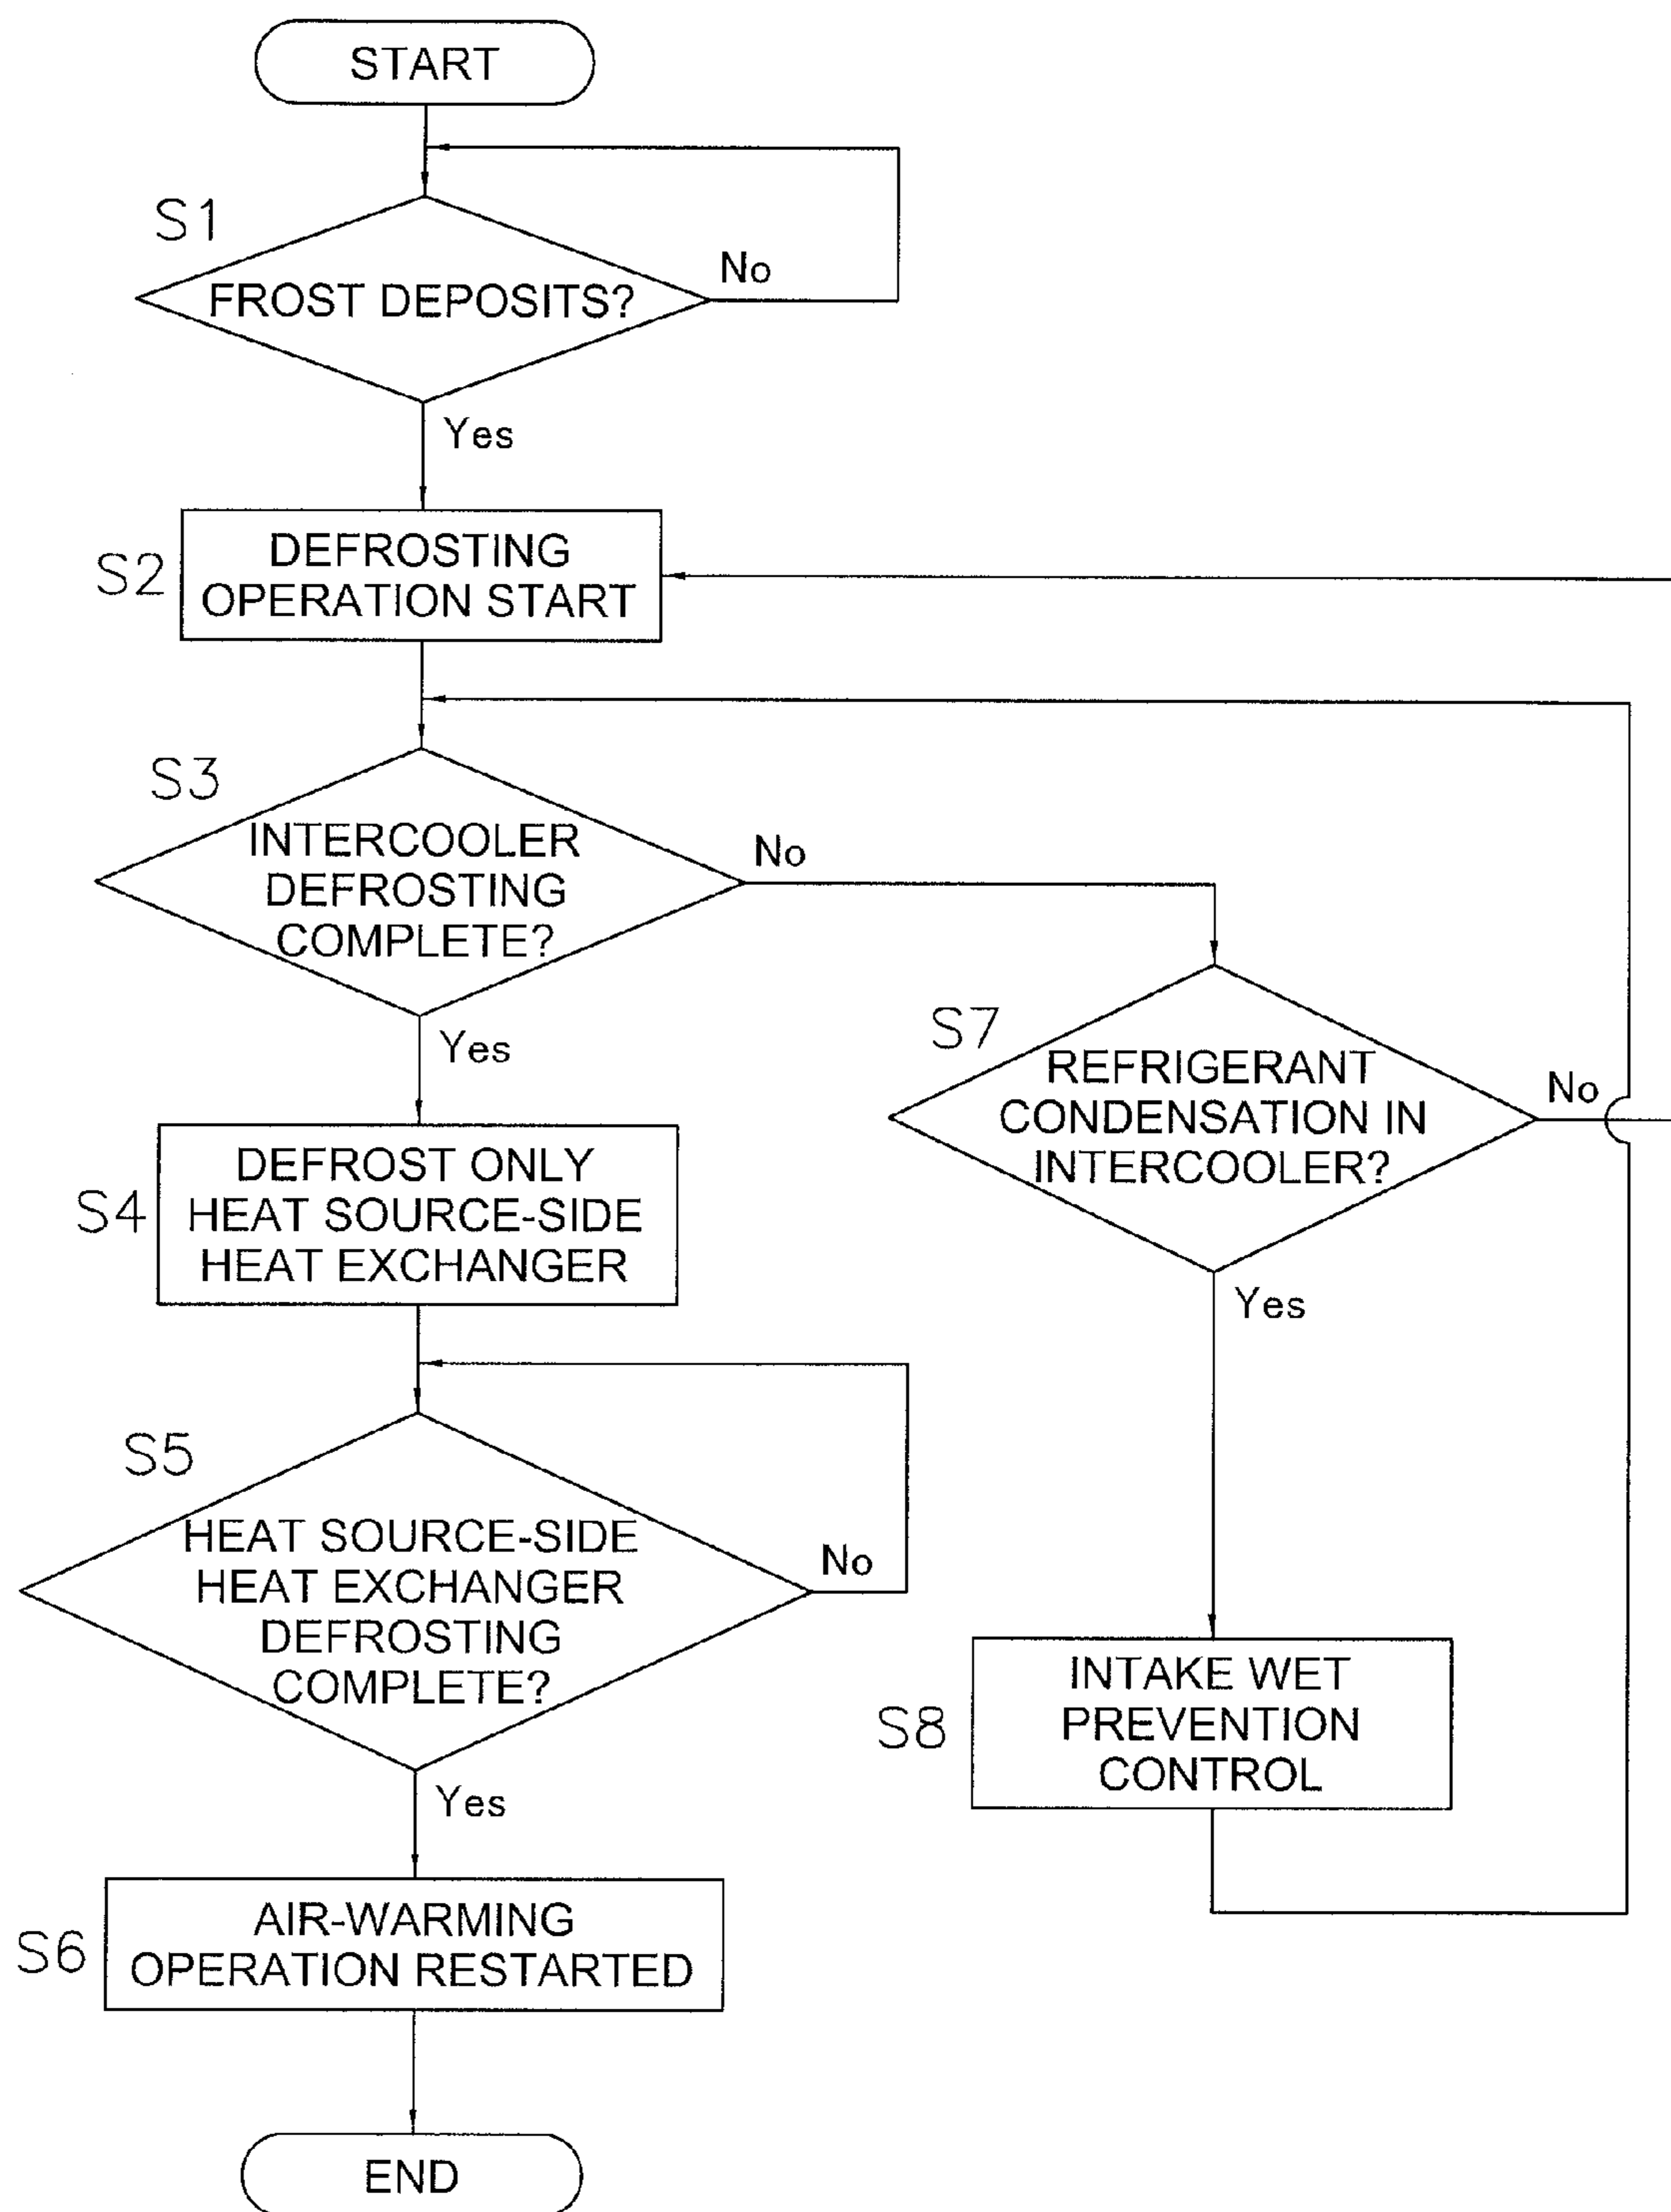 START
S1
FROST DEPOSITS?
No
Yes
S2
DEFROSTING
OPERATION START
S3
INTERCOOLER
DEFROSTING
COMPLETE?
No
Yes
S4
DEFROST ONLY
HEAT SOURCE-SIDE
HEAT EXCHANGER
S5
HEAT SOURCE-SIDE
HEAT EXCHANGER
DEFROSTING
COMPLETE?
No
Yes
S6
AIR-WARMING
OPERATION RESTARTED
END
S7
REFRIGERANT
CONDENSATION IN
INTERCOOLER?
No
Yes
S8
INTAKE WET
PREVENTION
CONTROL